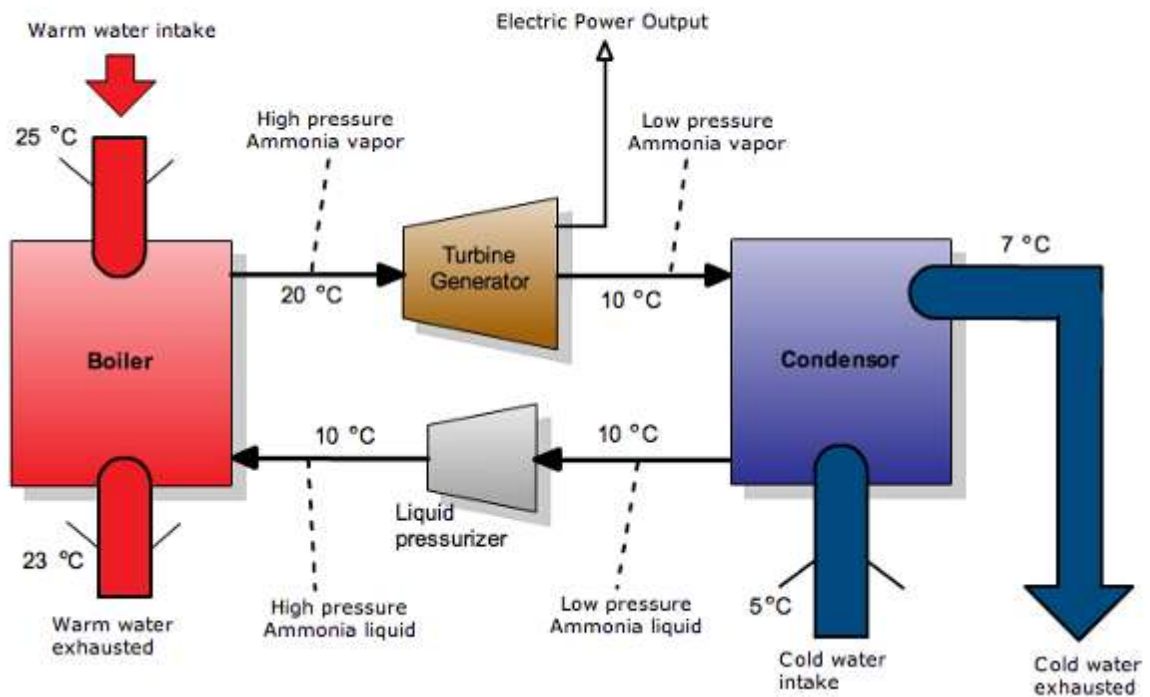 Electric Power Output
Warm water intake
High pressure
Ammonia vapor
Low pressure
Ammonia vapor
25 °C
Turbine
Generator
7 °C
20 °C
10 °C
Boiler
Condensor
10 °C
10 °C
Liquid
pressurizer
23 °C
High pressure
Ammonia liquid
Low pressure
Ammonia liquid
5°C
Warm water
exhausted
Cold water
intake
Cold water
exhausted